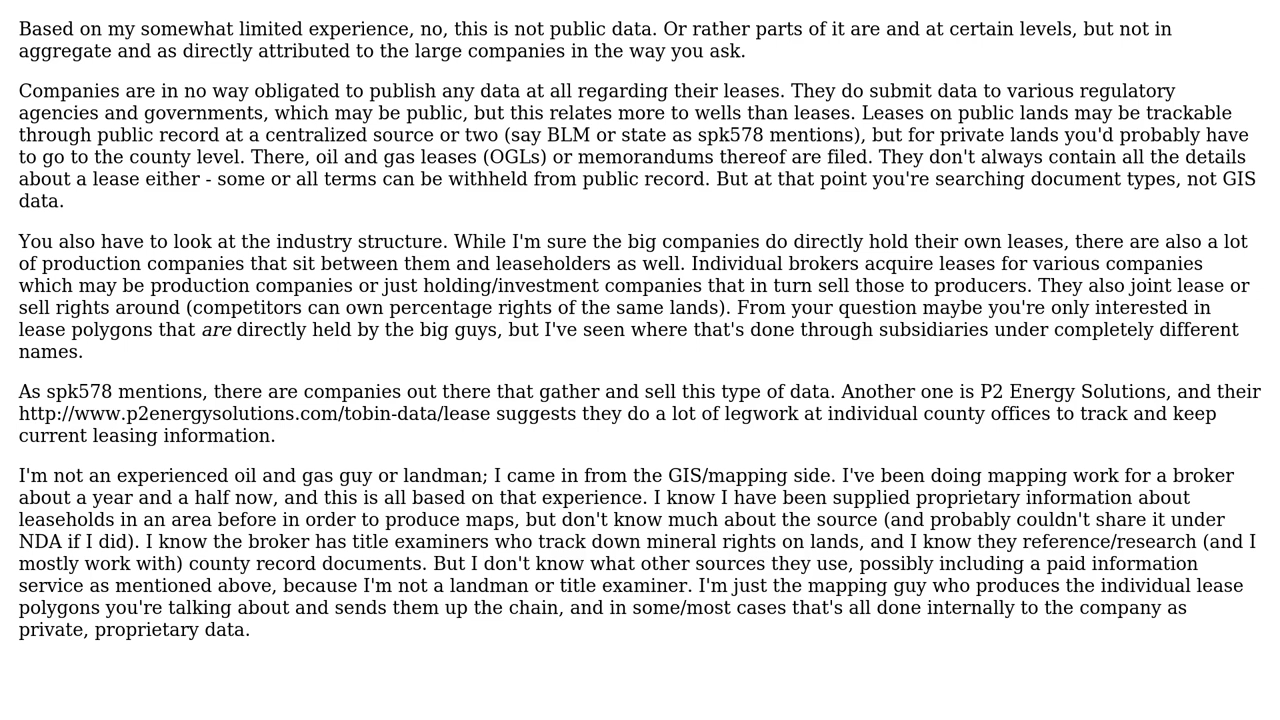 Based on my somewhat limited experience, no, this is not public data. Or rather parts of it are and at certain levels, but not in
aggregate and as directly attributed to the large companies in the way you ask.
Companies are in no way obligated to publish any data at all regarding their leases. They do submit data to various regulatory
agencies and governments, which may be public, but this relates more to wells than leases. Leases on public lands may be trackable
through public record at a centralized source or two (say BLM or state as spk578 mentions), but for private lands you'd probably have
to go to the county level. There, oil and gas leases (OGLs) or memorandums thereof are filed. They don't always contain all the details
about a lease either - some or all terms can be withheld from public record. But at that point you're searching document types, not GIS
data.
You also have to look at the industry structure. While I'm sure the big companies do directly hold their own leases, there are also a lot
of production companies that sit between them and leaseholders as well. Individual brokers acquire leases for various companies
which may be production companies or just holding/investment companies that in turn sell those to producers. They also joint lease or
sell rights around (competitors can own percentage rights of the same lands). From your question maybe you're only interested in
lease polygons that are directly held by the big guys, but I've seen where that's done through subsidiaries under completely different
names.
As spk578 mentions, there are companies out there that gather and sell this type of data. Another one is P2 Energy Solutions, and their
http://www.p2energysolutions.com/tobin-data/lease suggests they do a lot of legwork at individual county offices to track and keep
current leasing information.
I'm not an experienced oil and gas guy or landman; I came in from the GIS/mapping side. I've been doing mapping work for a broker
about a year and a half now, and this is all based on that experience. I know I have been supplied proprietary information about
leaseholds in an area before in order to produce maps, but don't know much about the source (and probably couldn't share it under
NDA if I did). I know the broker has title examiners who track down mineral rights on lands, and I know they reference/research (and I
mostly work with) county record documents. But I don't know what other sources they use, possibly including a paid information
service as mentioned above, because I'm not a landman or title examiner. I'm just the mapping guy who produces the individual lease
polygons you're talking about and sends them up the chain, and in some/most cases that's all done internally to the company as
private, proprietary data.